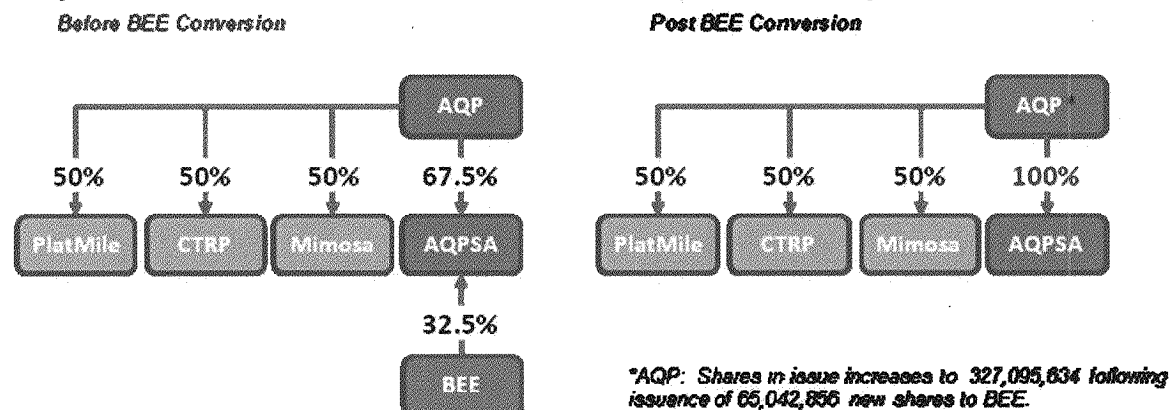 Before BEE Conversion
Post BEE Conversion
AQP
50% 50% 50% 67.5%
PlatMile CTRP Mimosa AQPSA
32.5%
BEE
AQP *
50% 50% 50% 100%
PlatMile CTRP Mimosa AQPSA
*AQP: Shares in issue increases to 327,095,634 following
issuance of 65,042,856 new shares to BEE.